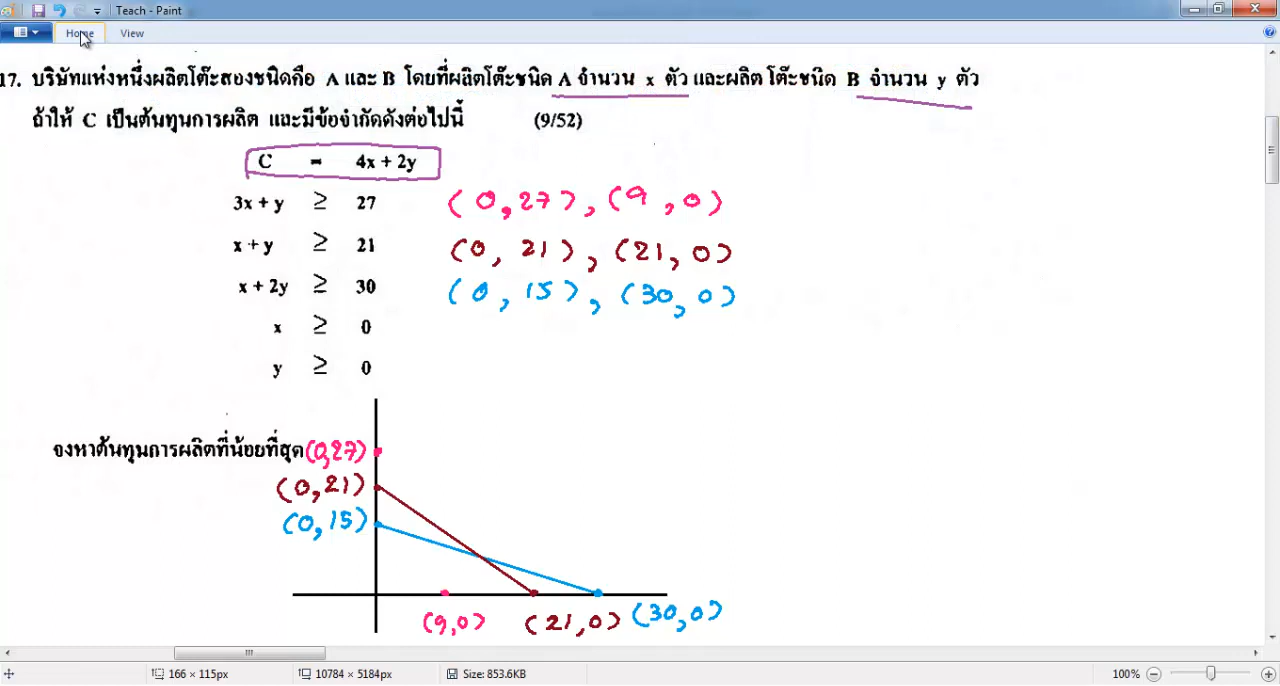 Teach - Paint
Home View
17. บริษัทแห่งหนึ่งผลิตโต๊ะสองชนิดคือ A และ B โดยที่ผลิตโต๊ะชนิด A จำนวน x ตัว และผลิตโต๊ะชนิด B จำนวน y ตัว
ถ้าให้ C เป็นต้นทุนการผลิต และมีข้อจำกัดดังต่อไปนี้ (9/52)
C = 4x + 2y
3x + y ≥ 27 (0,27), (9,0)
x + y ≥ 21 (0, 21), (21, 0)
x + 2y ≥ 30 (0, 15), (30, 0)
x ≥ 0
y ≥ 0
จงหาต้นทุนการผลิตที่น้อยที่สุด (0,27)
(0,21)
(0,15)
(9,0) (21,0) (30,0)
166 × 115px 10784 × 5184px Size: 853.6KB 100%